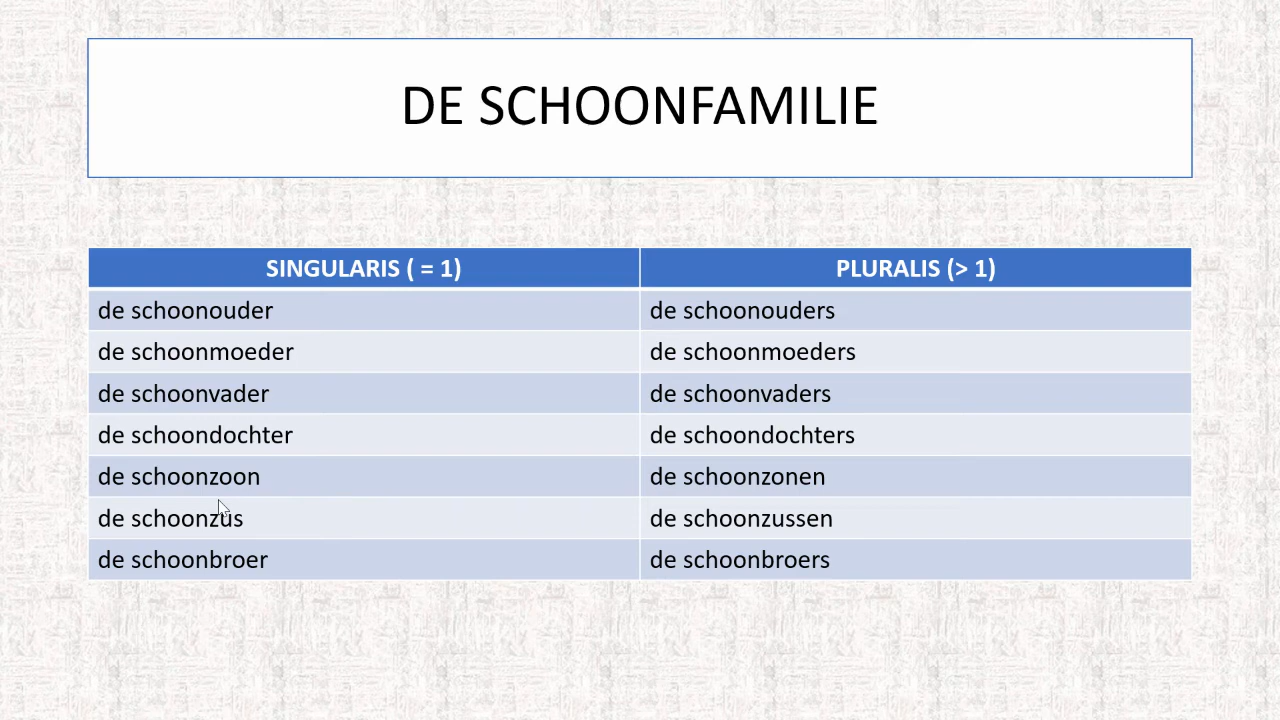 DE SCHOONFAMILIE
SINGULARIS ( = 1) PLURALIS (> 1)
de schoonouder de schoonouders
de schoonmoeder de schoonmoeders
de schoonvader de schoonvaders
de schoondochter de schoondochters
de schoonzoon de schoonzonen
de schoonzus de schoonzussen
de schoonbroer de schoonbroers